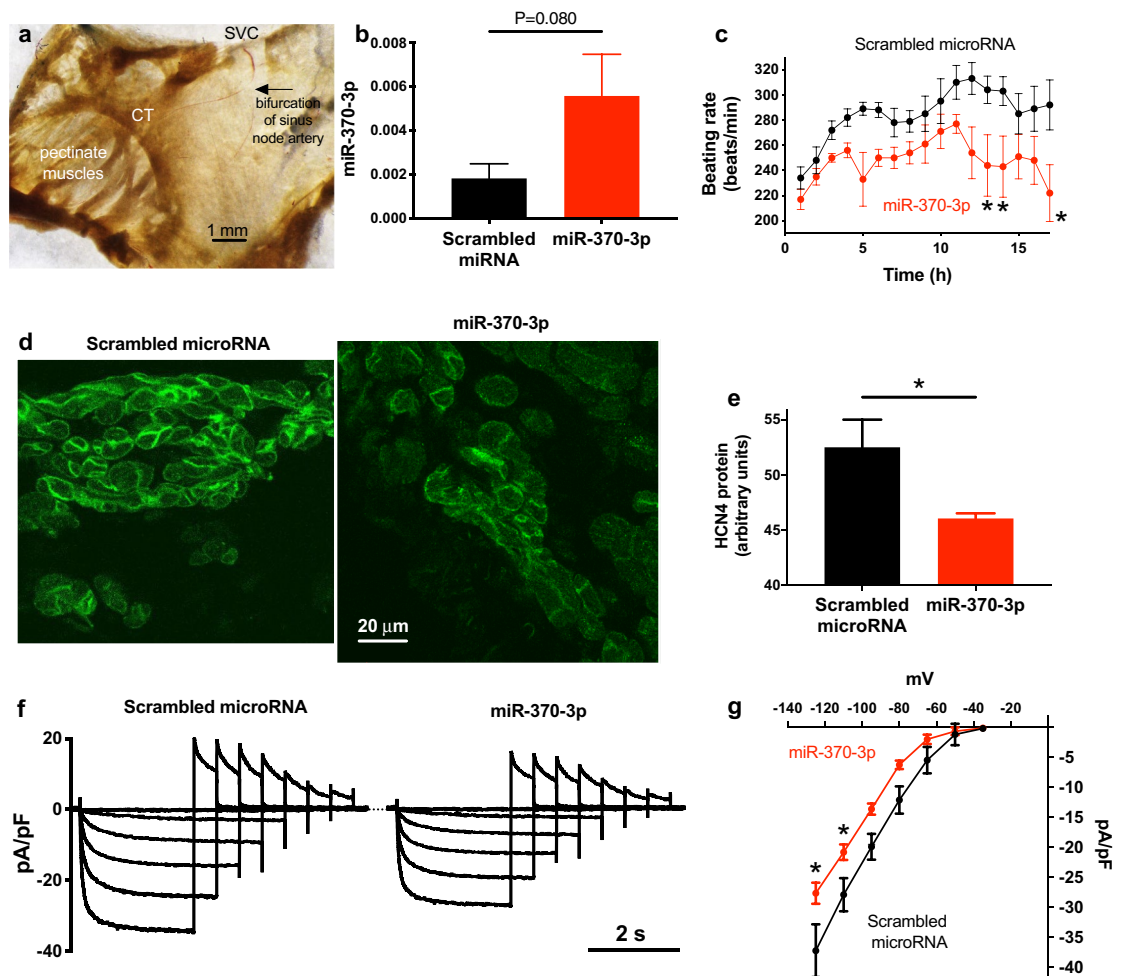 a
SVC
CT
bifurcation
of sinus
node artery
pectinate
muscles
1 mm
b
P=0.080
miR-370-3p
0.008
0.006
0.004
0.002
0.000
Scrambled
miRNA
miR-370-3p
c
Scrambled microRNA
Beating rate
(beats/min)
320
300
280
260
240
220
200
miR-370-3p
* *
*
0 5 10 15
Time (h)
d
Scrambled microRNA
miR-370-3p
20 μm
e
*
HCN4 protein
(arbitrary units)
55
50
45
40
Scrambled
microRNA
miR-370-3p
f
Scrambled microRNA
miR-370-3p
pA/pF
20
0
-20
-40
2 s
g
mV
-140 -120 -100 -80 -60 -40 -20
miR-370-3p
*
*
Scrambled
microRNA
-5
-10
-15
-20
-25
-30
-35
-40
pA/pF